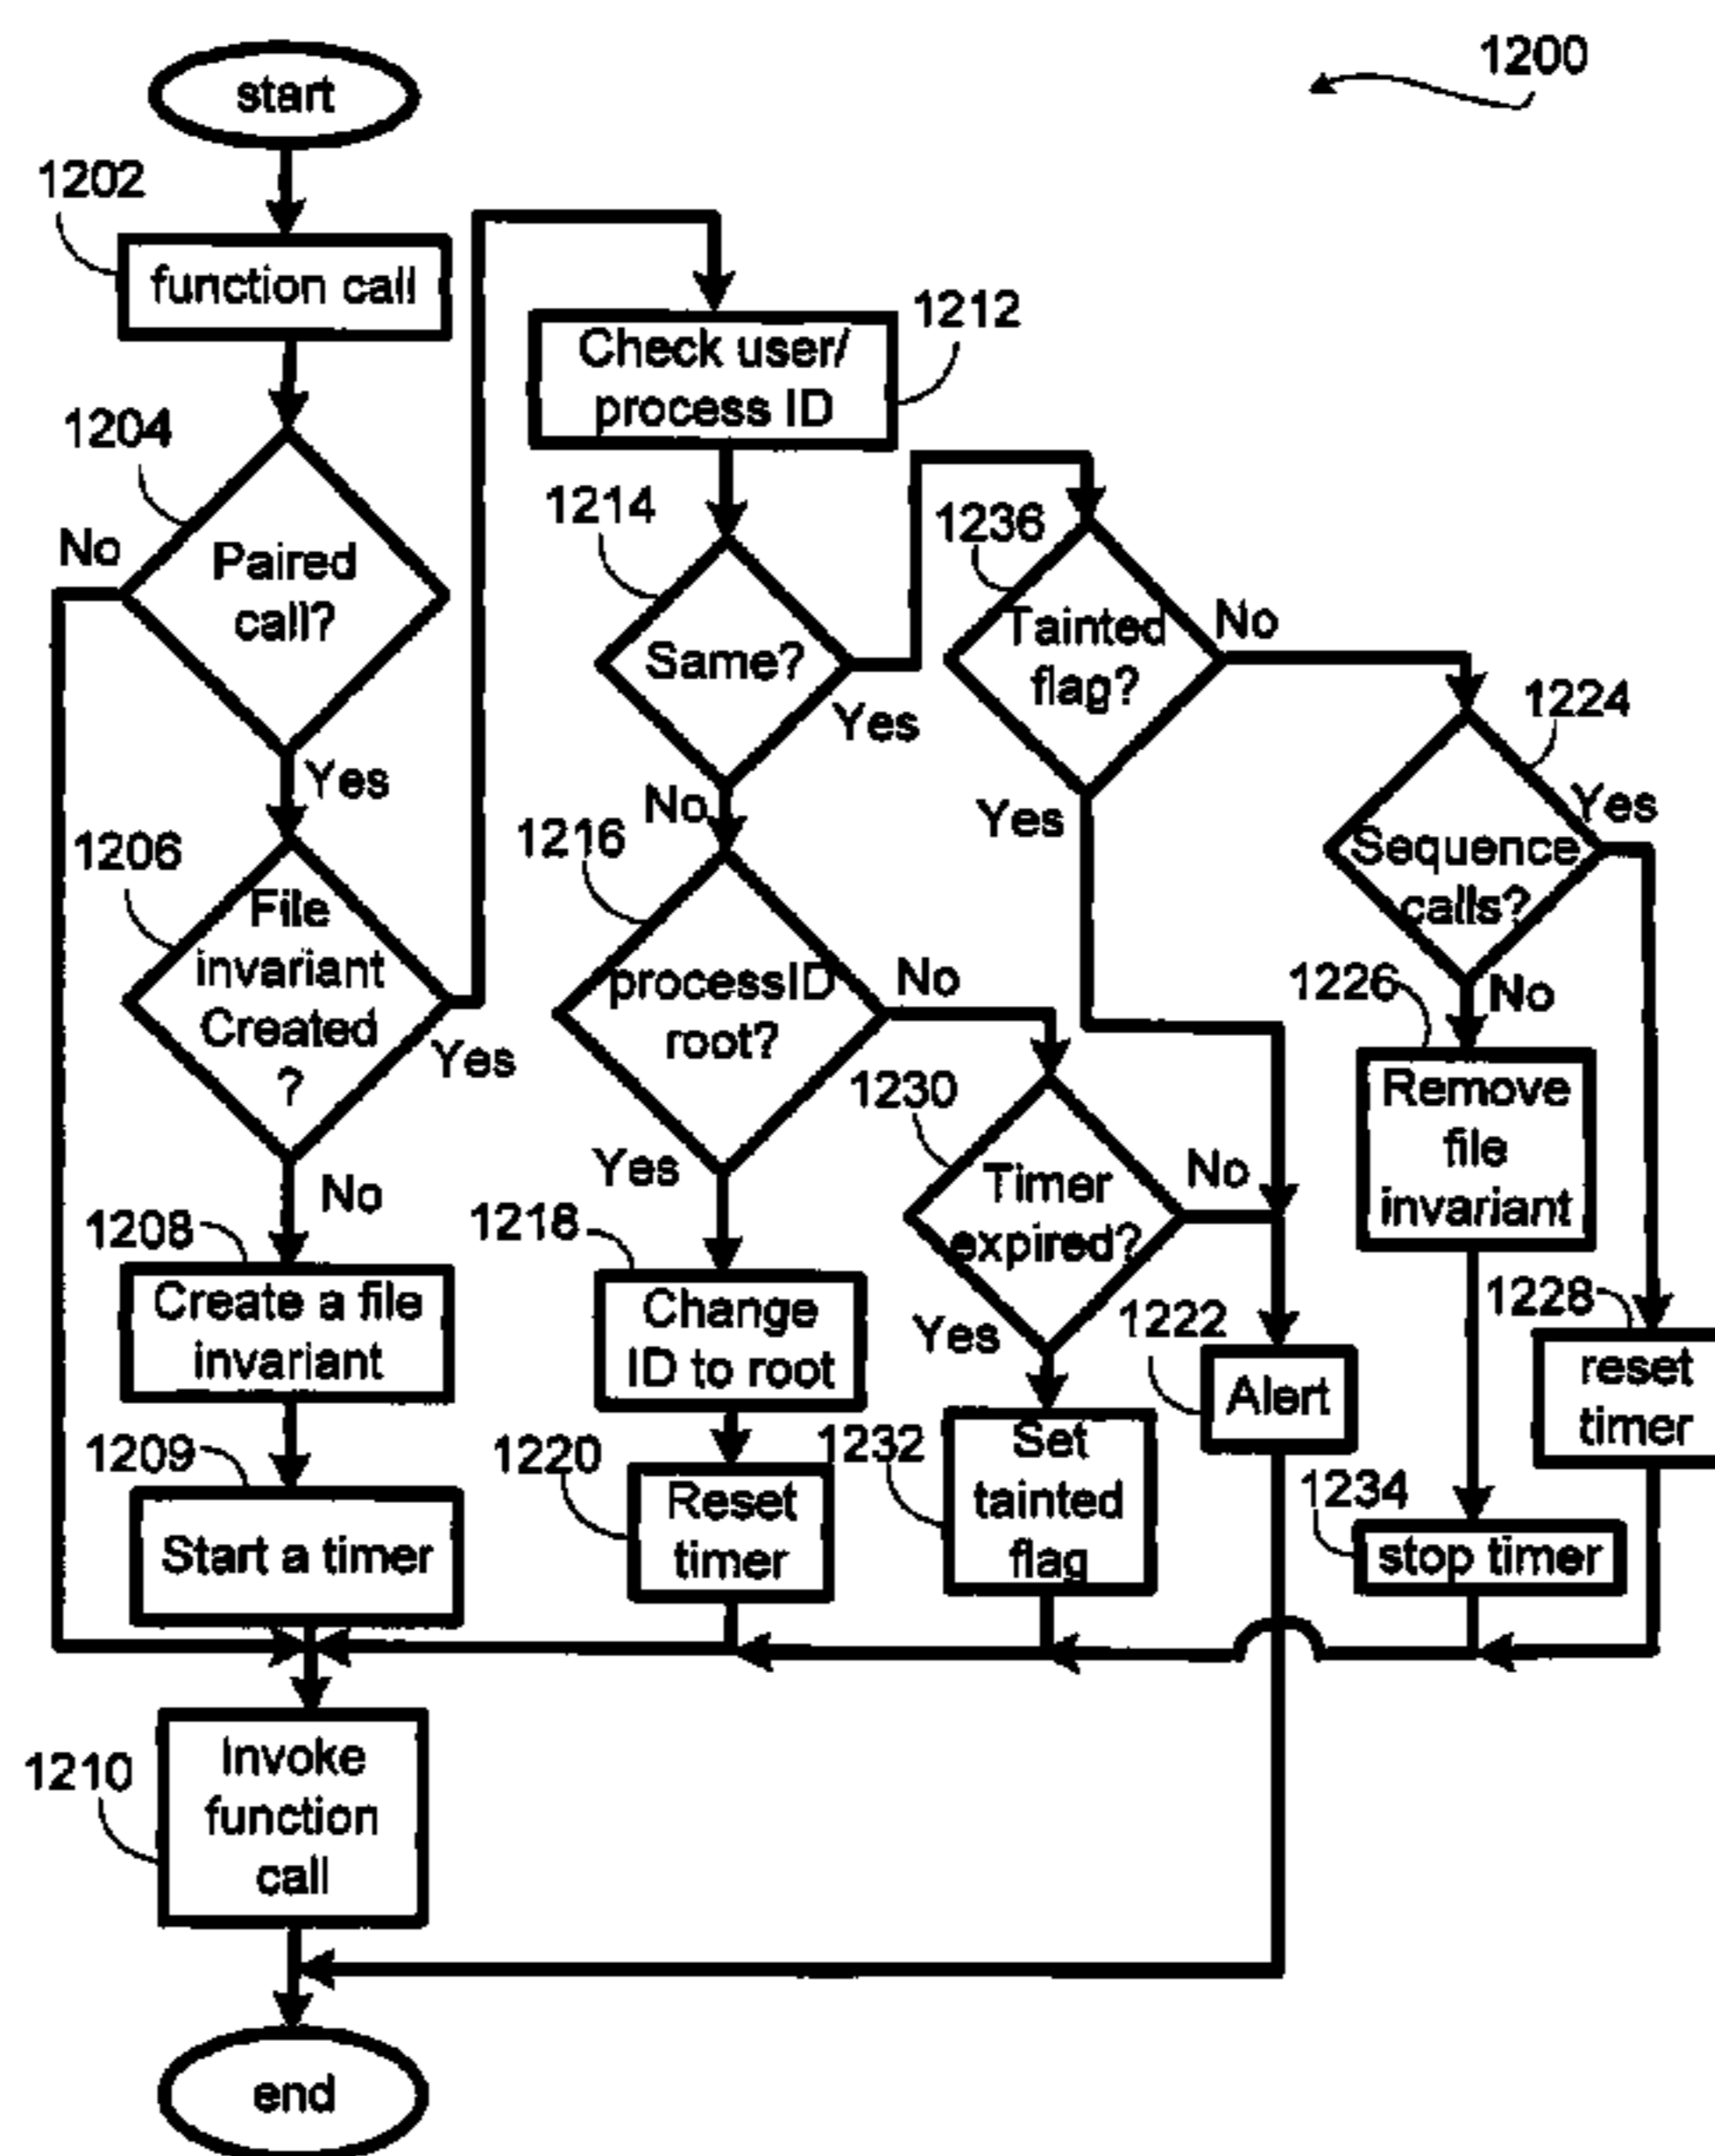 1200
start
1202
function call
1204
No
Paired
call?
Yes
1206
File
invariant
Created
?
Yes
No
1208
Create a file
invariant
1209
Start a timer
1210
Invoke
function
call
end
1212
Check user/
process ID
1214
Same?
Yes
No
1216
processID
root?
No
Yes
1218
Change
ID to root
1220
Reset
timer
1236
Tainted
flag?
No
Yes
1230
Timer
expired?
No
Yes
1232
Set
tainted
flag
1222
Alert
1224
Sequence
calls?
Yes
No
1226
Remove
file
invariant
1228
reset
timer
1234
stop timer